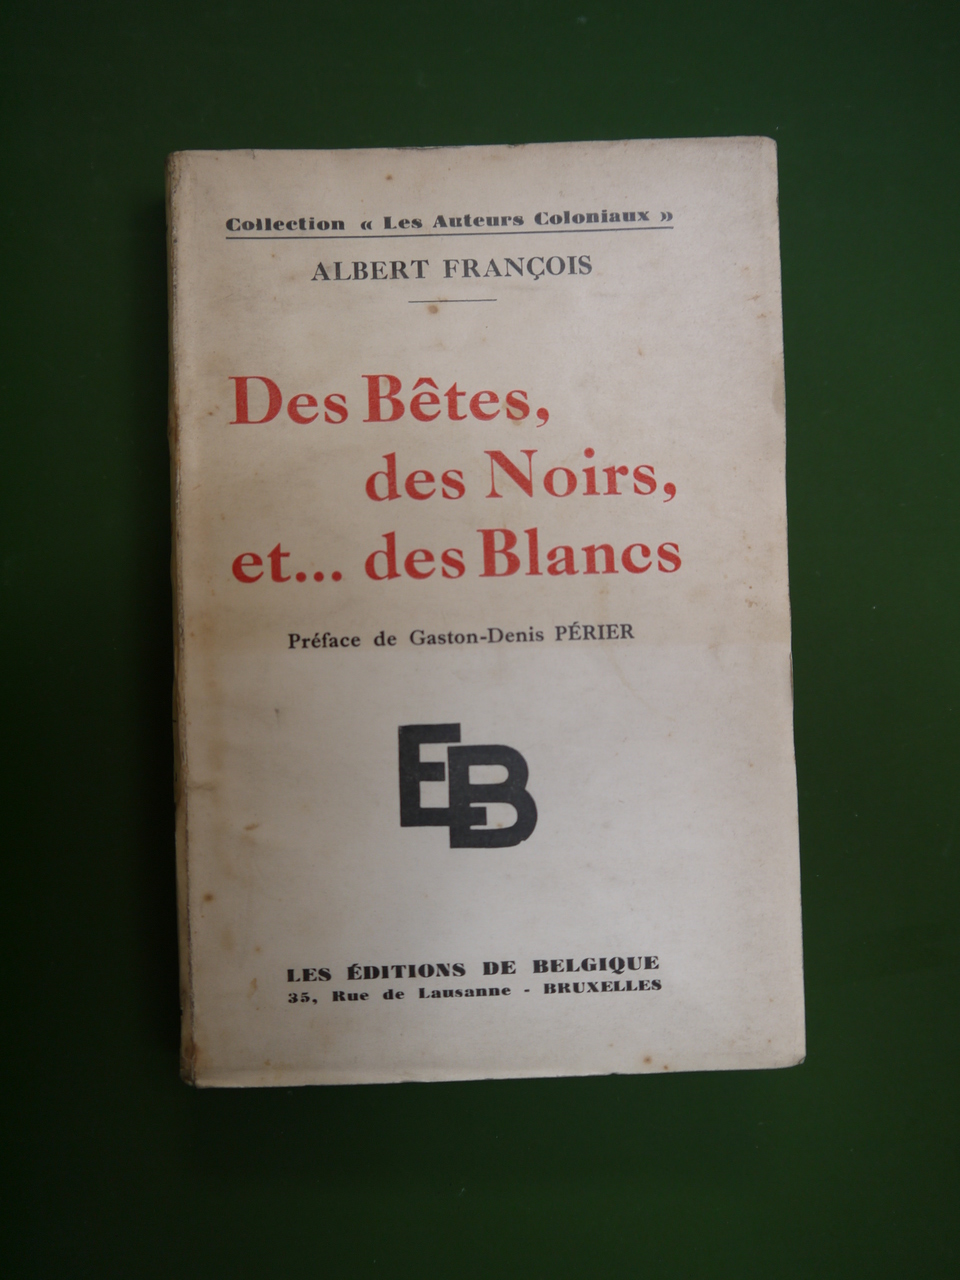 Collection « Les Auteurs Coloniaux »
ALBERT FRANÇOIS
Des Bêtes,
des Noirs,
et... des Blancs
Préface de Gaston-Denis PÉRIER
EB
LES ÉDITIONS DE BELGIQUE
35, Rue de Lausanne - BRUXELLES